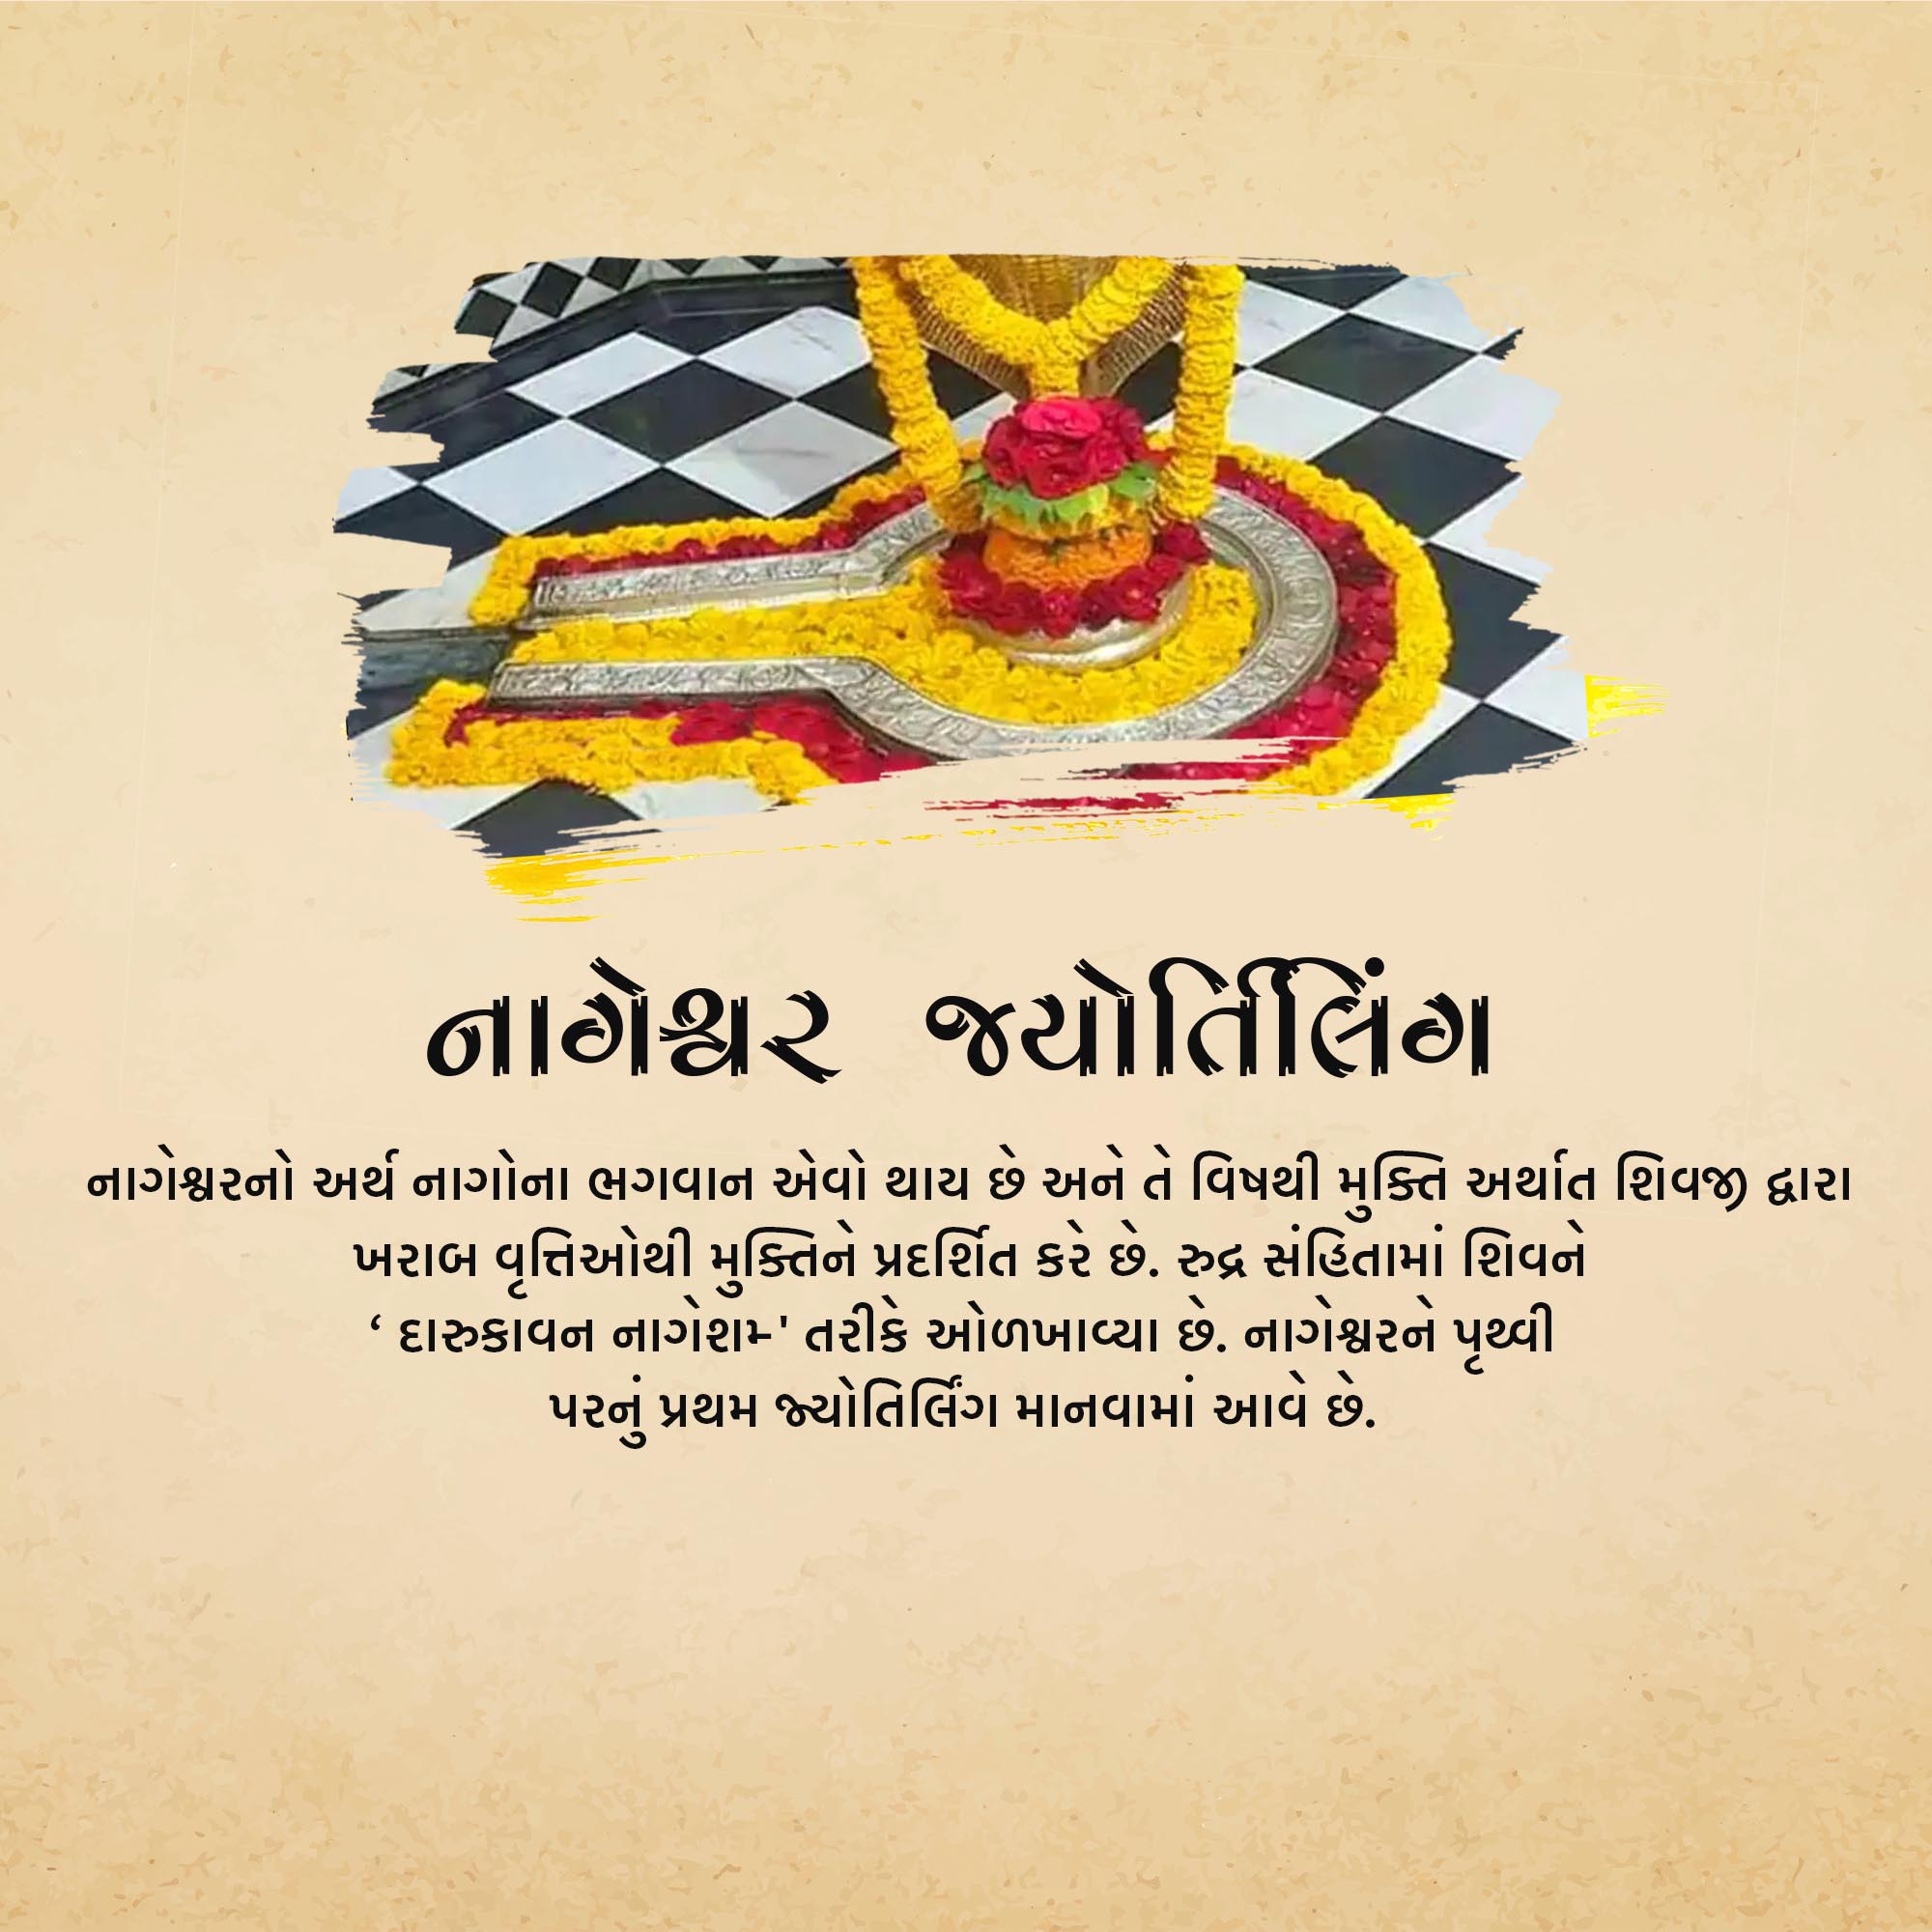 નાગેશ્વર જ્યોર્તિલિંગ
નાગેશ્વરનો અર્થ નાગોના ભગવાન એવો થાય છે અને તે વિષથી મુક્તિ અર્થાત શિવજી દ્વારા
ખરાબ વૃત્તિઓથી મુક્તિને પ્રદર્શિત કરે છે. રુદ્ર સંહિતામાં શિવને
‘ દારુકાવન નાગેશમ્' તરીકે ઓળખાવ્યા છે. નાગેશ્વરને પૃથ્વી
પરનું પ્રથમ જ્યોતિર્લિંગ માનવામાં આવે છે.